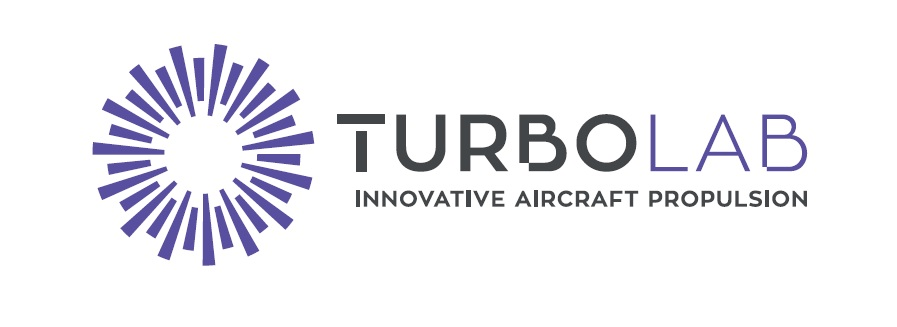 TURBOLAB
INNOVATIVE AIRCRAFT PROPULSION